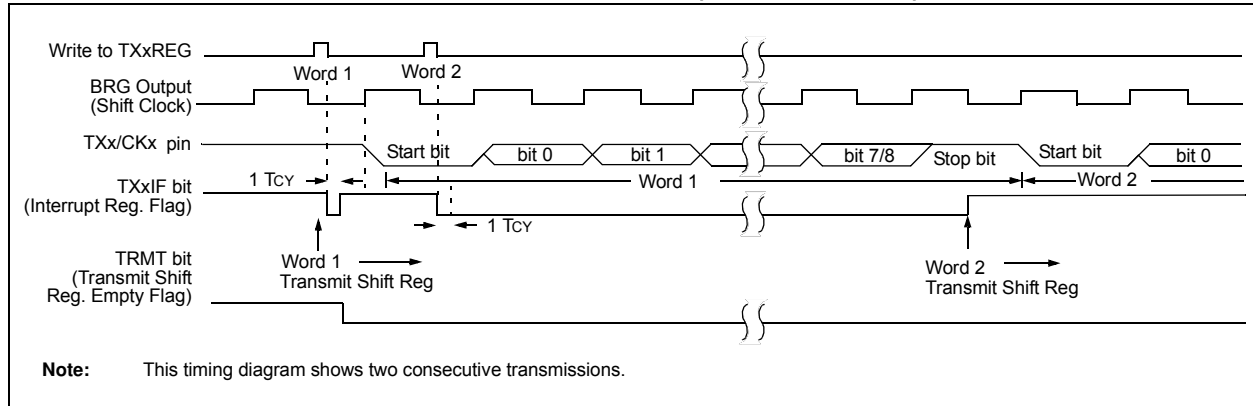 Write to TXxREG
Word 1
Word 2
BRG Output
(Shift Clock)
TXx/CKx pin
Start bit
bit 0
bit 1
bit 7/8
Stop bit
Start bit
bit 0
1 TCY
Word 1
Word 2
TXxIF bit
(Interrupt Reg. Flag)
1 TCY
TRMT bit
(Transmit Shift
Reg. Empty Flag)
Word 1
Transmit Shift Reg
Word 2
Transmit Shift Reg
Note: This timing diagram shows two consecutive transmissions.